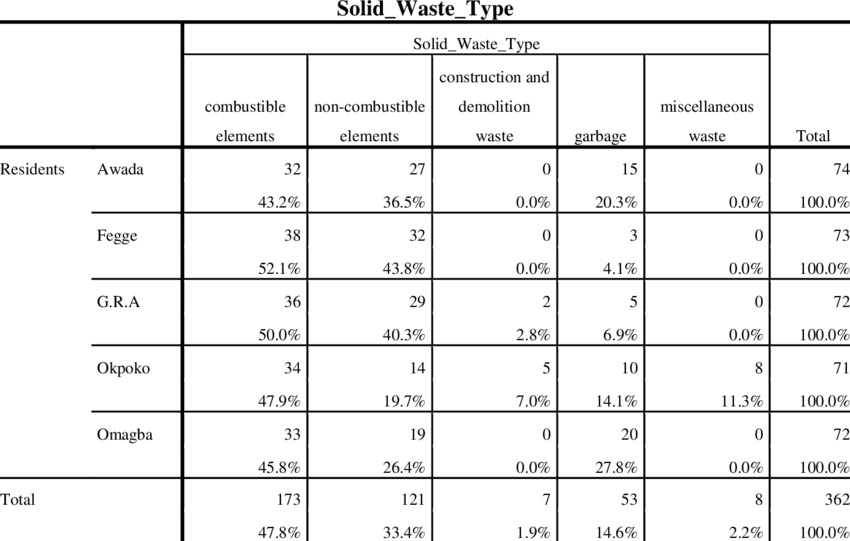 Solid_Waste_Type
Solid_Waste_Type
combustible elements non-combustible elements construction and demolition waste garbage miscellaneous waste Total
Residents Awada 32 27 0 15 0 74
43.2% 36.5% 0.0% 20.3% 0.0% 100.0%
Fegge 38 32 0 3 0 73
52.1% 43.8% 0.0% 4.1% 0.0% 100.0%
G.R.A 36 29 2 5 0 72
50.0% 40.3% 2.8% 6.9% 0.0% 100.0%
Okpoko 34 14 5 10 8 71
47.9% 19.7% 7.0% 14.1% 11.3% 100.0%
Omagba 33 19 0 20 0 72
45.8% 26.4% 0.0% 27.8% 0.0% 100.0%
Total 173 121 7 53 8 362
47.8% 33.4% 1.9% 14.6% 2.2% 100.0%